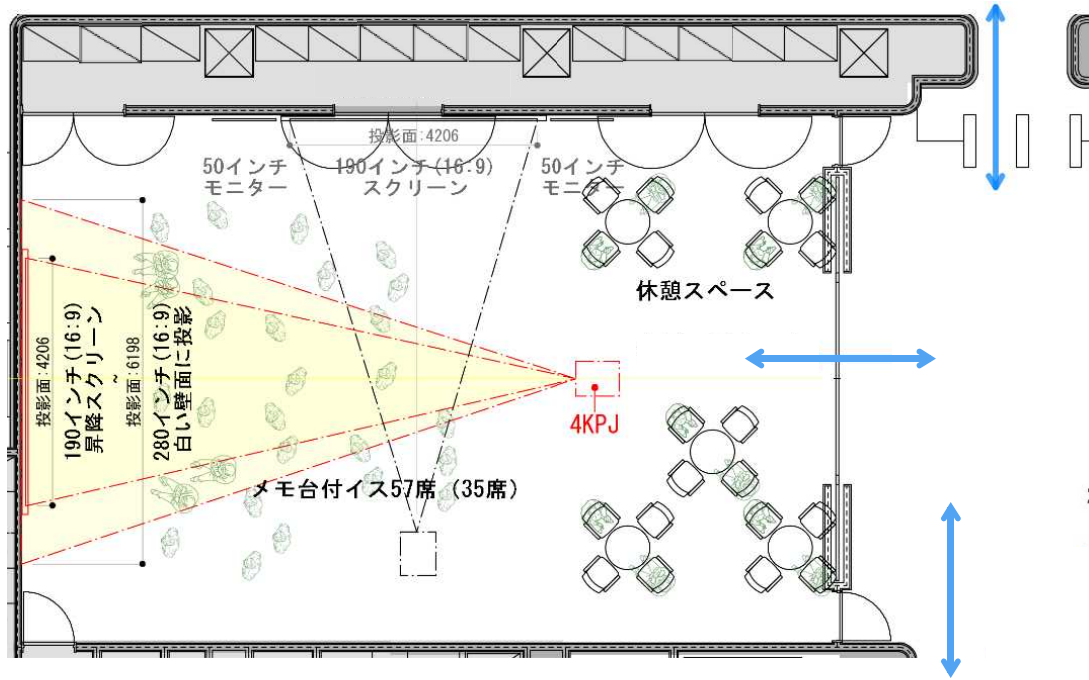 投影面:4206
50インチ
モニター
190インチ(16:9)
スクリーン
50インチ
モニター
休憩スペース
投影面:4206
190インチ(16:9)
昇降スクリーン
~
投影面:6198
280インチ(16:9)
白い壁面に投影
4KPJ
メモ台付イス57席 (35席)